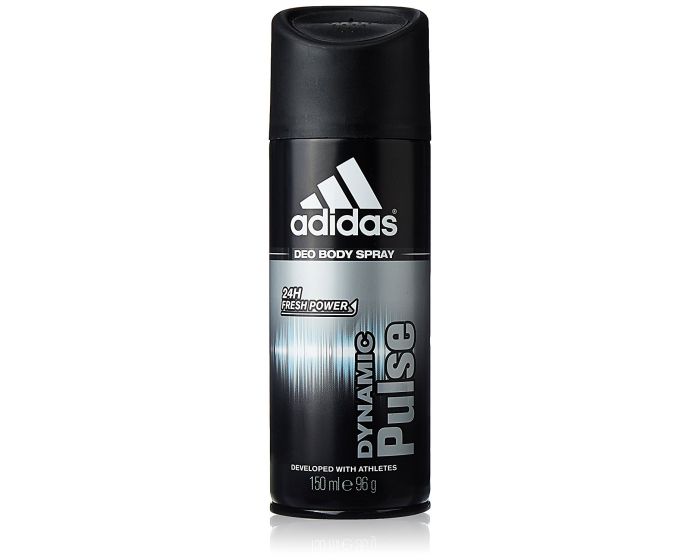 adidas®
DEO BODY SPRAY
24H
FRESH POWER
DYNAMIC
Pulse
DEVELOPED WITH ATHLETES
150 ml ℮ 96 g